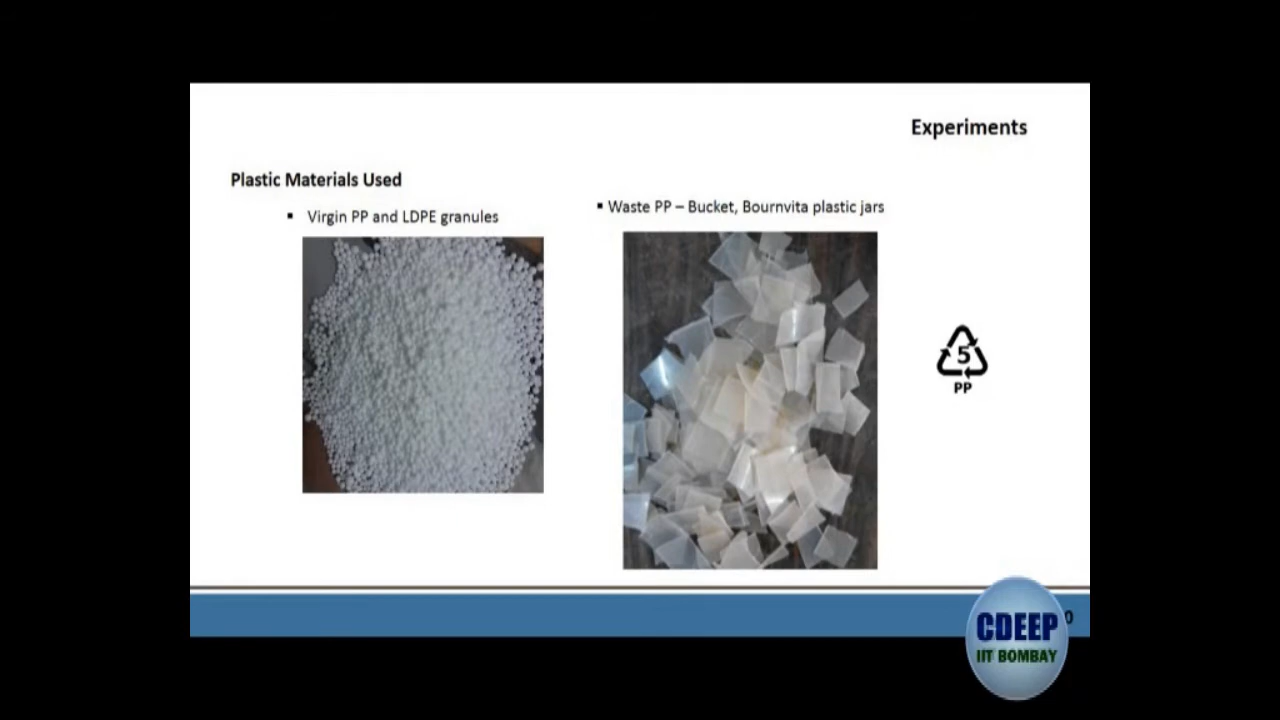 Experiments
Plastic Materials Used
▪ Virgin PP and LDPE granules
▪ Waste PP – Bucket, Bournvita plastic jars
5
PP
0
CDEEP
IIT BOMBAY